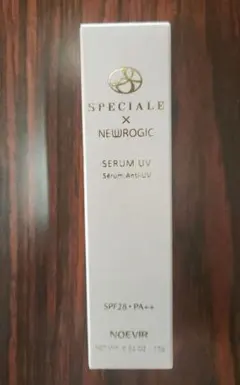 SPECIALE
×
NEWROGIC
SERUM UV
Sérum Anti-UV
SPF28・PA++
NOEVIR